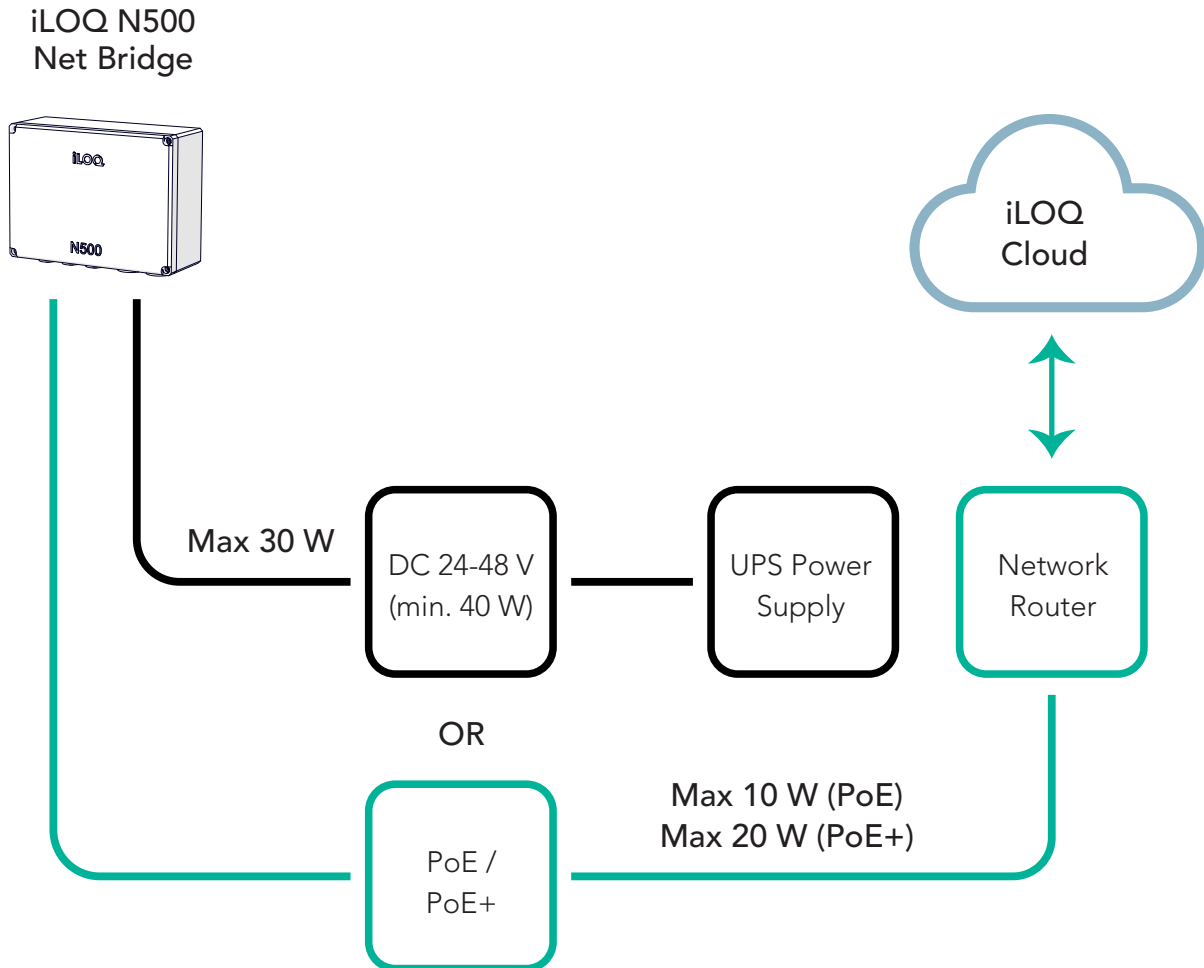 iLOQ N500
Net Bridge
iLOQ
N500
iLOQ
Cloud
Max 30 W
DC 24-48 V
(min. 40 W)
UPS Power
Supply
Network
Router
OR
Max 10 W (PoE)
Max 20 W (PoE+)
PoE /
PoE+